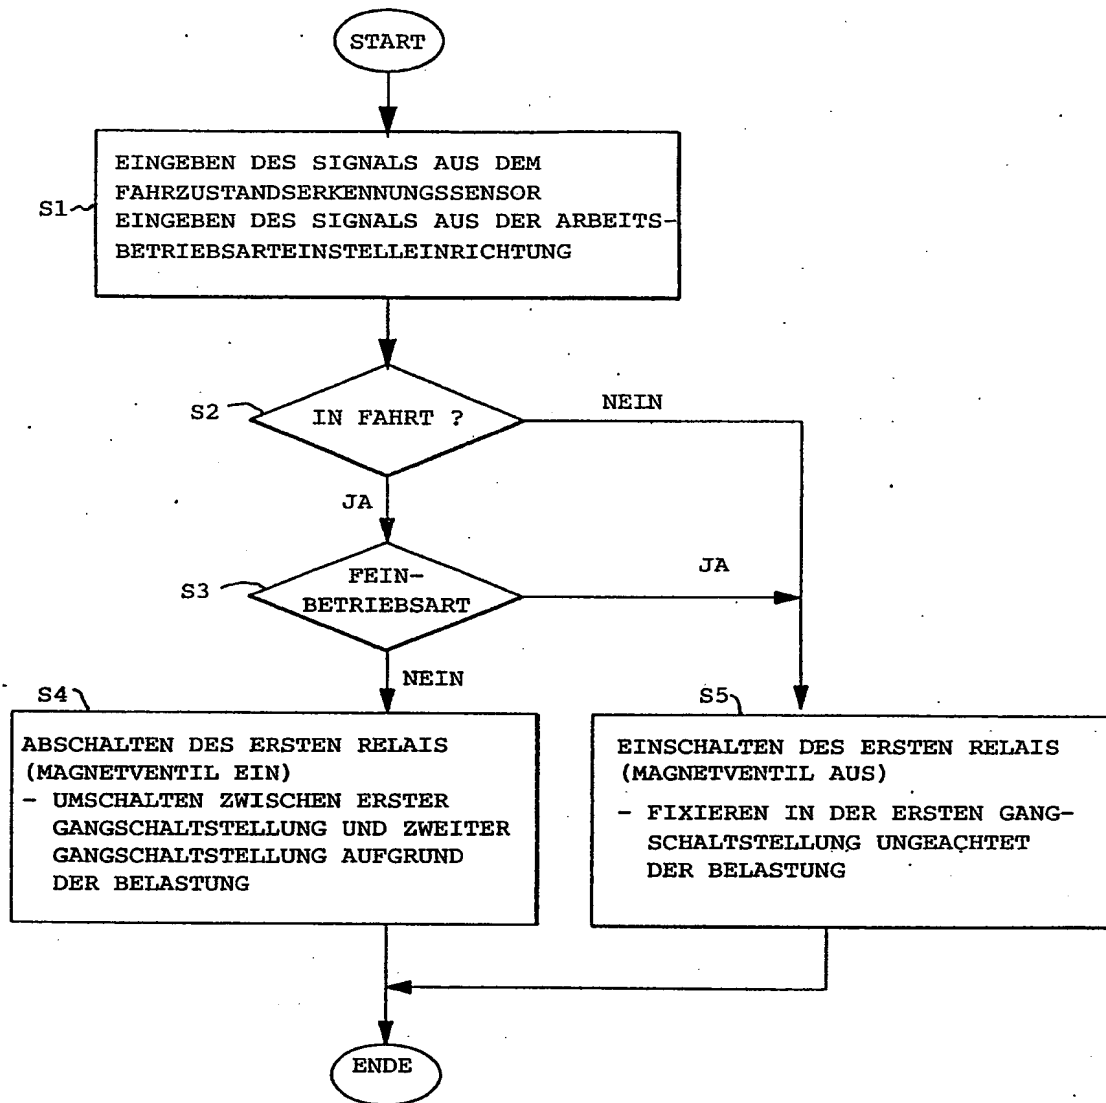 START
S1
EINGEBEN DES SIGNALS AUS DEM
FAHRZUSTANDSERKENNUNGSSENSOR
EINGEBEN DES SIGNALS AUS DER ARBEITS-
BETRIEBSARTEINSTELLEINRICHTUNG
S2
IN FAHRT ?
NEIN
JA
S3
FEIN-
BETRIEBSART
JA
NEIN
S4
ABSCHALTEN DES ERSTEN RELAIS
(MAGNETVENTIL EIN)
- UMSCHALTEN ZWISCHEN ERSTER
GANGSCHALTSTELLUNG UND ZWEITER
GANGSCHALTSTELLUNG AUFGRUND
DER BELASTUNG
S5
EINSCHALTEN DES ERSTEN RELAIS
(MAGNETVENTIL AUS)
- FIXIEREN IN DER ERSTEN GANG-
SCHALTSTELLUNG UNGEACHTET
DER BELASTUNG
ENDE